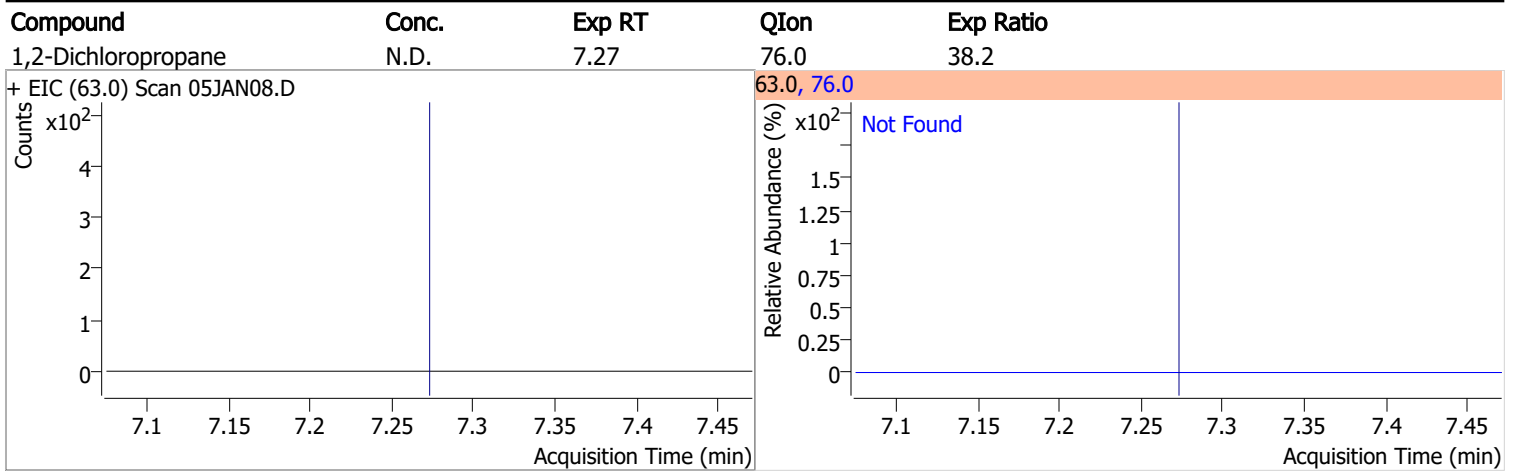 Compound Conc. Exp RT QIon Exp Ratio
1,2-Dichloropropane N.D. 7.27 76.0 38.2
+ EIC (63.0) Scan 05JAN08.D
Counts
x10²
4
3
2
1
0
7.1 7.15 7.2 7.25 7.3 7.35 7.4 7.45
Acquisition Time (min)
63.0, 76.0
Relative Abundance (%)
x10²
Not Found
1.5
1.25
1
0.75
0.5
0.25
0
7.1 7.15 7.2 7.25 7.3 7.35 7.4 7.45
Acquisition Time (min)